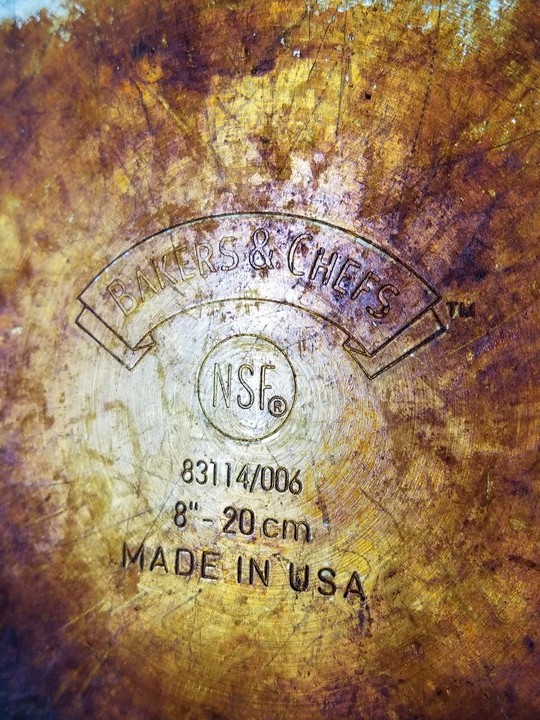 BAKERS & CHEFS TM
NSF®
83114/006
8" - 20 cm
MADE IN USA